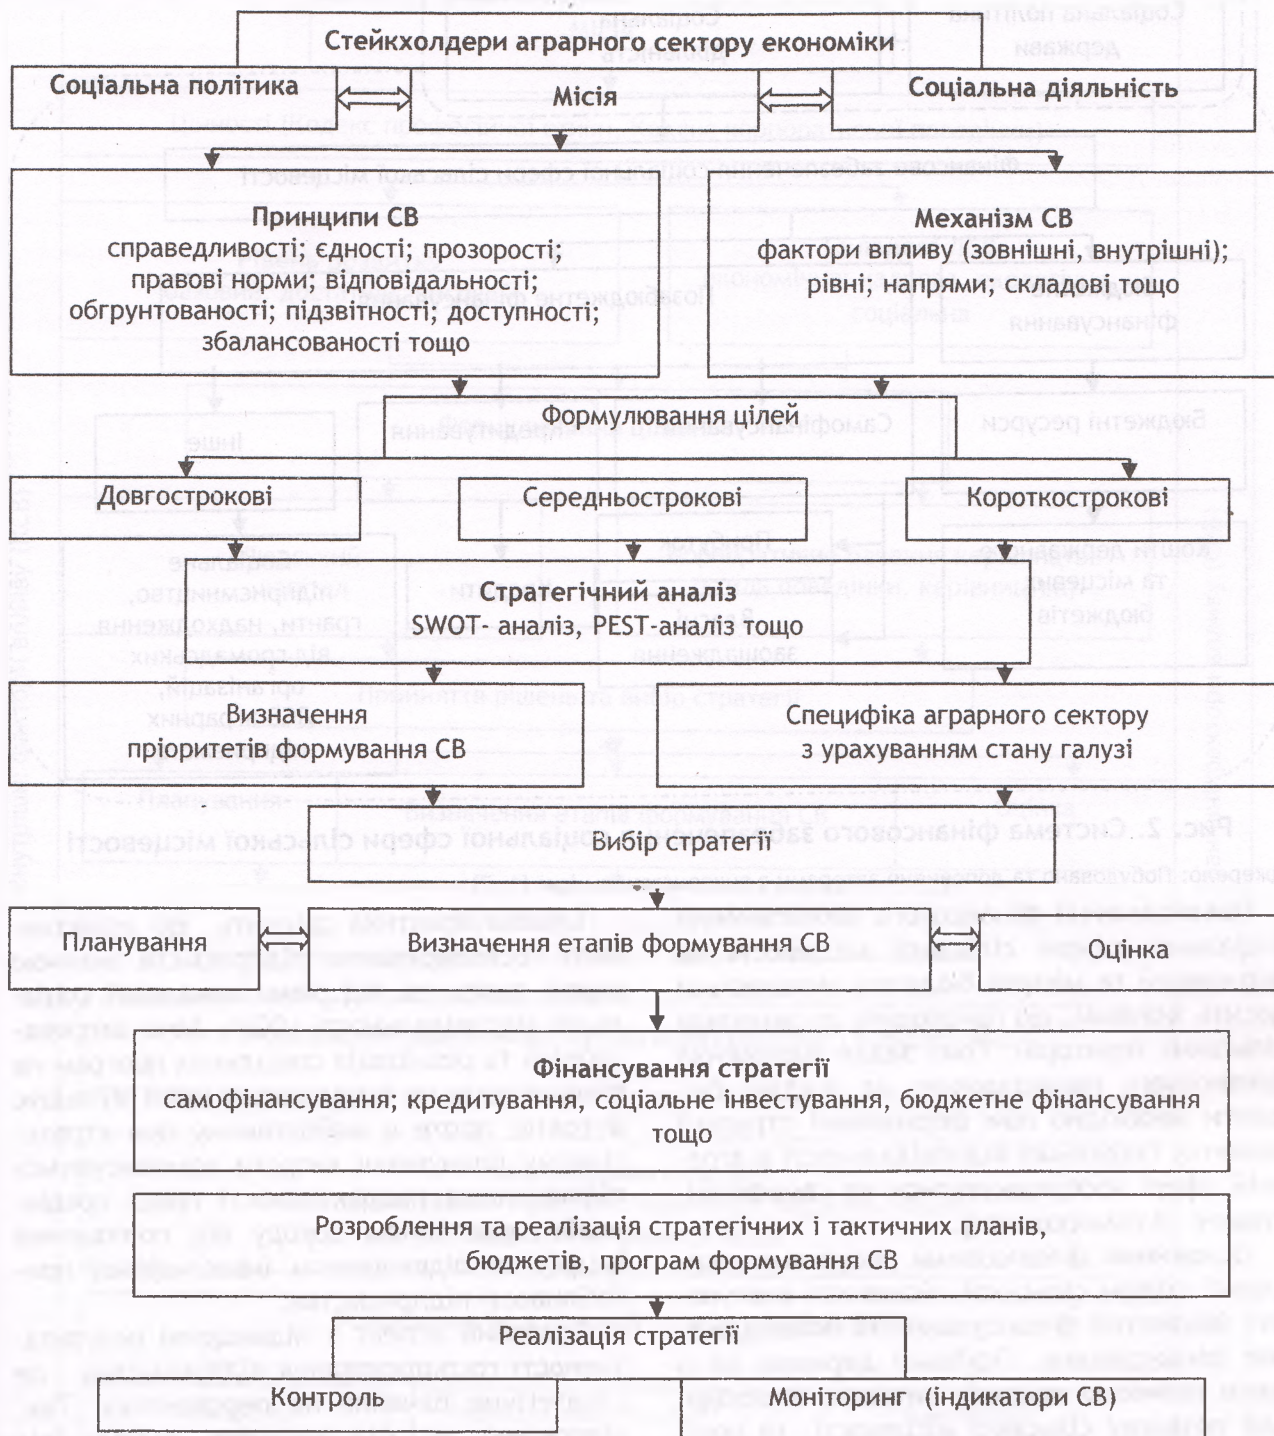 Стейкхолдери аграрного сектору економіки
Соціальна політика
Місія
Соціальна діяльність
Принципи СВ
справедливості; єдності; прозорості;
правові норми; відповідальності;
обгрунтованості; підзвітності; доступності;
збалансованості тощо
Механізм СВ
фактори впливу (зовнішні, внутрішні);
рівні; напрями; складові тощо
Формулювання цілей
Довгострокові
Середньострокові
Короткострокові
Стратегічний аналіз
SWOT- аналіз, PEST-аналіз тощо
Визначення
пріоритетів формування СВ
Специфіка аграрного сектору
з урахуванням стану галузі
Вибір стратегії
Планування
Визначення етапів формування СВ
Оцінка
Фінансування стратегії
самофінансування; кредитування, соціальне інвестування, бюджетне фінансування
тощо
Розроблення та реалізація стратегічних і тактичних планів,
бюджетів, програм формування СВ
Реалізація стратегії
Контроль
Моніторинг (індикатори СВ)